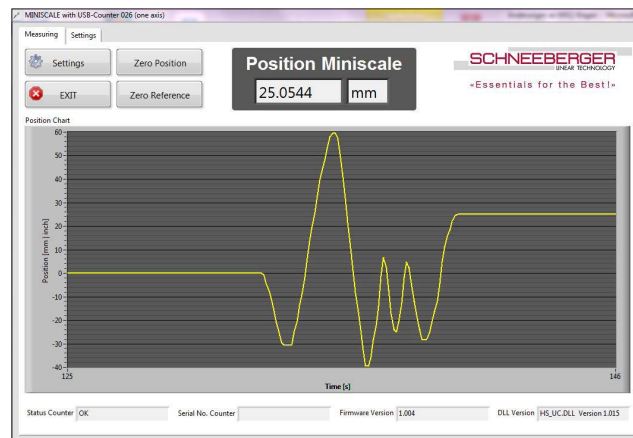 MINISCALE with USB-Counter 026 (one axis)
Measuring Settings
Settings Zero Position
EXIT Zero Reference
Position Miniscale
25.0544 mm
SCHNEEBERGER
LINEAR TECHNOLOGY
«Essentials for the Best!»
Position Chart
60
50
40
30
20
10
0
-10
-20
-30
-40
Position [mm | inch]
125 146
Time [s]
Status Counter OK Serial No. Counter Firmware Version 1.004 DLL Version HS_UC.DLL Version 1.015